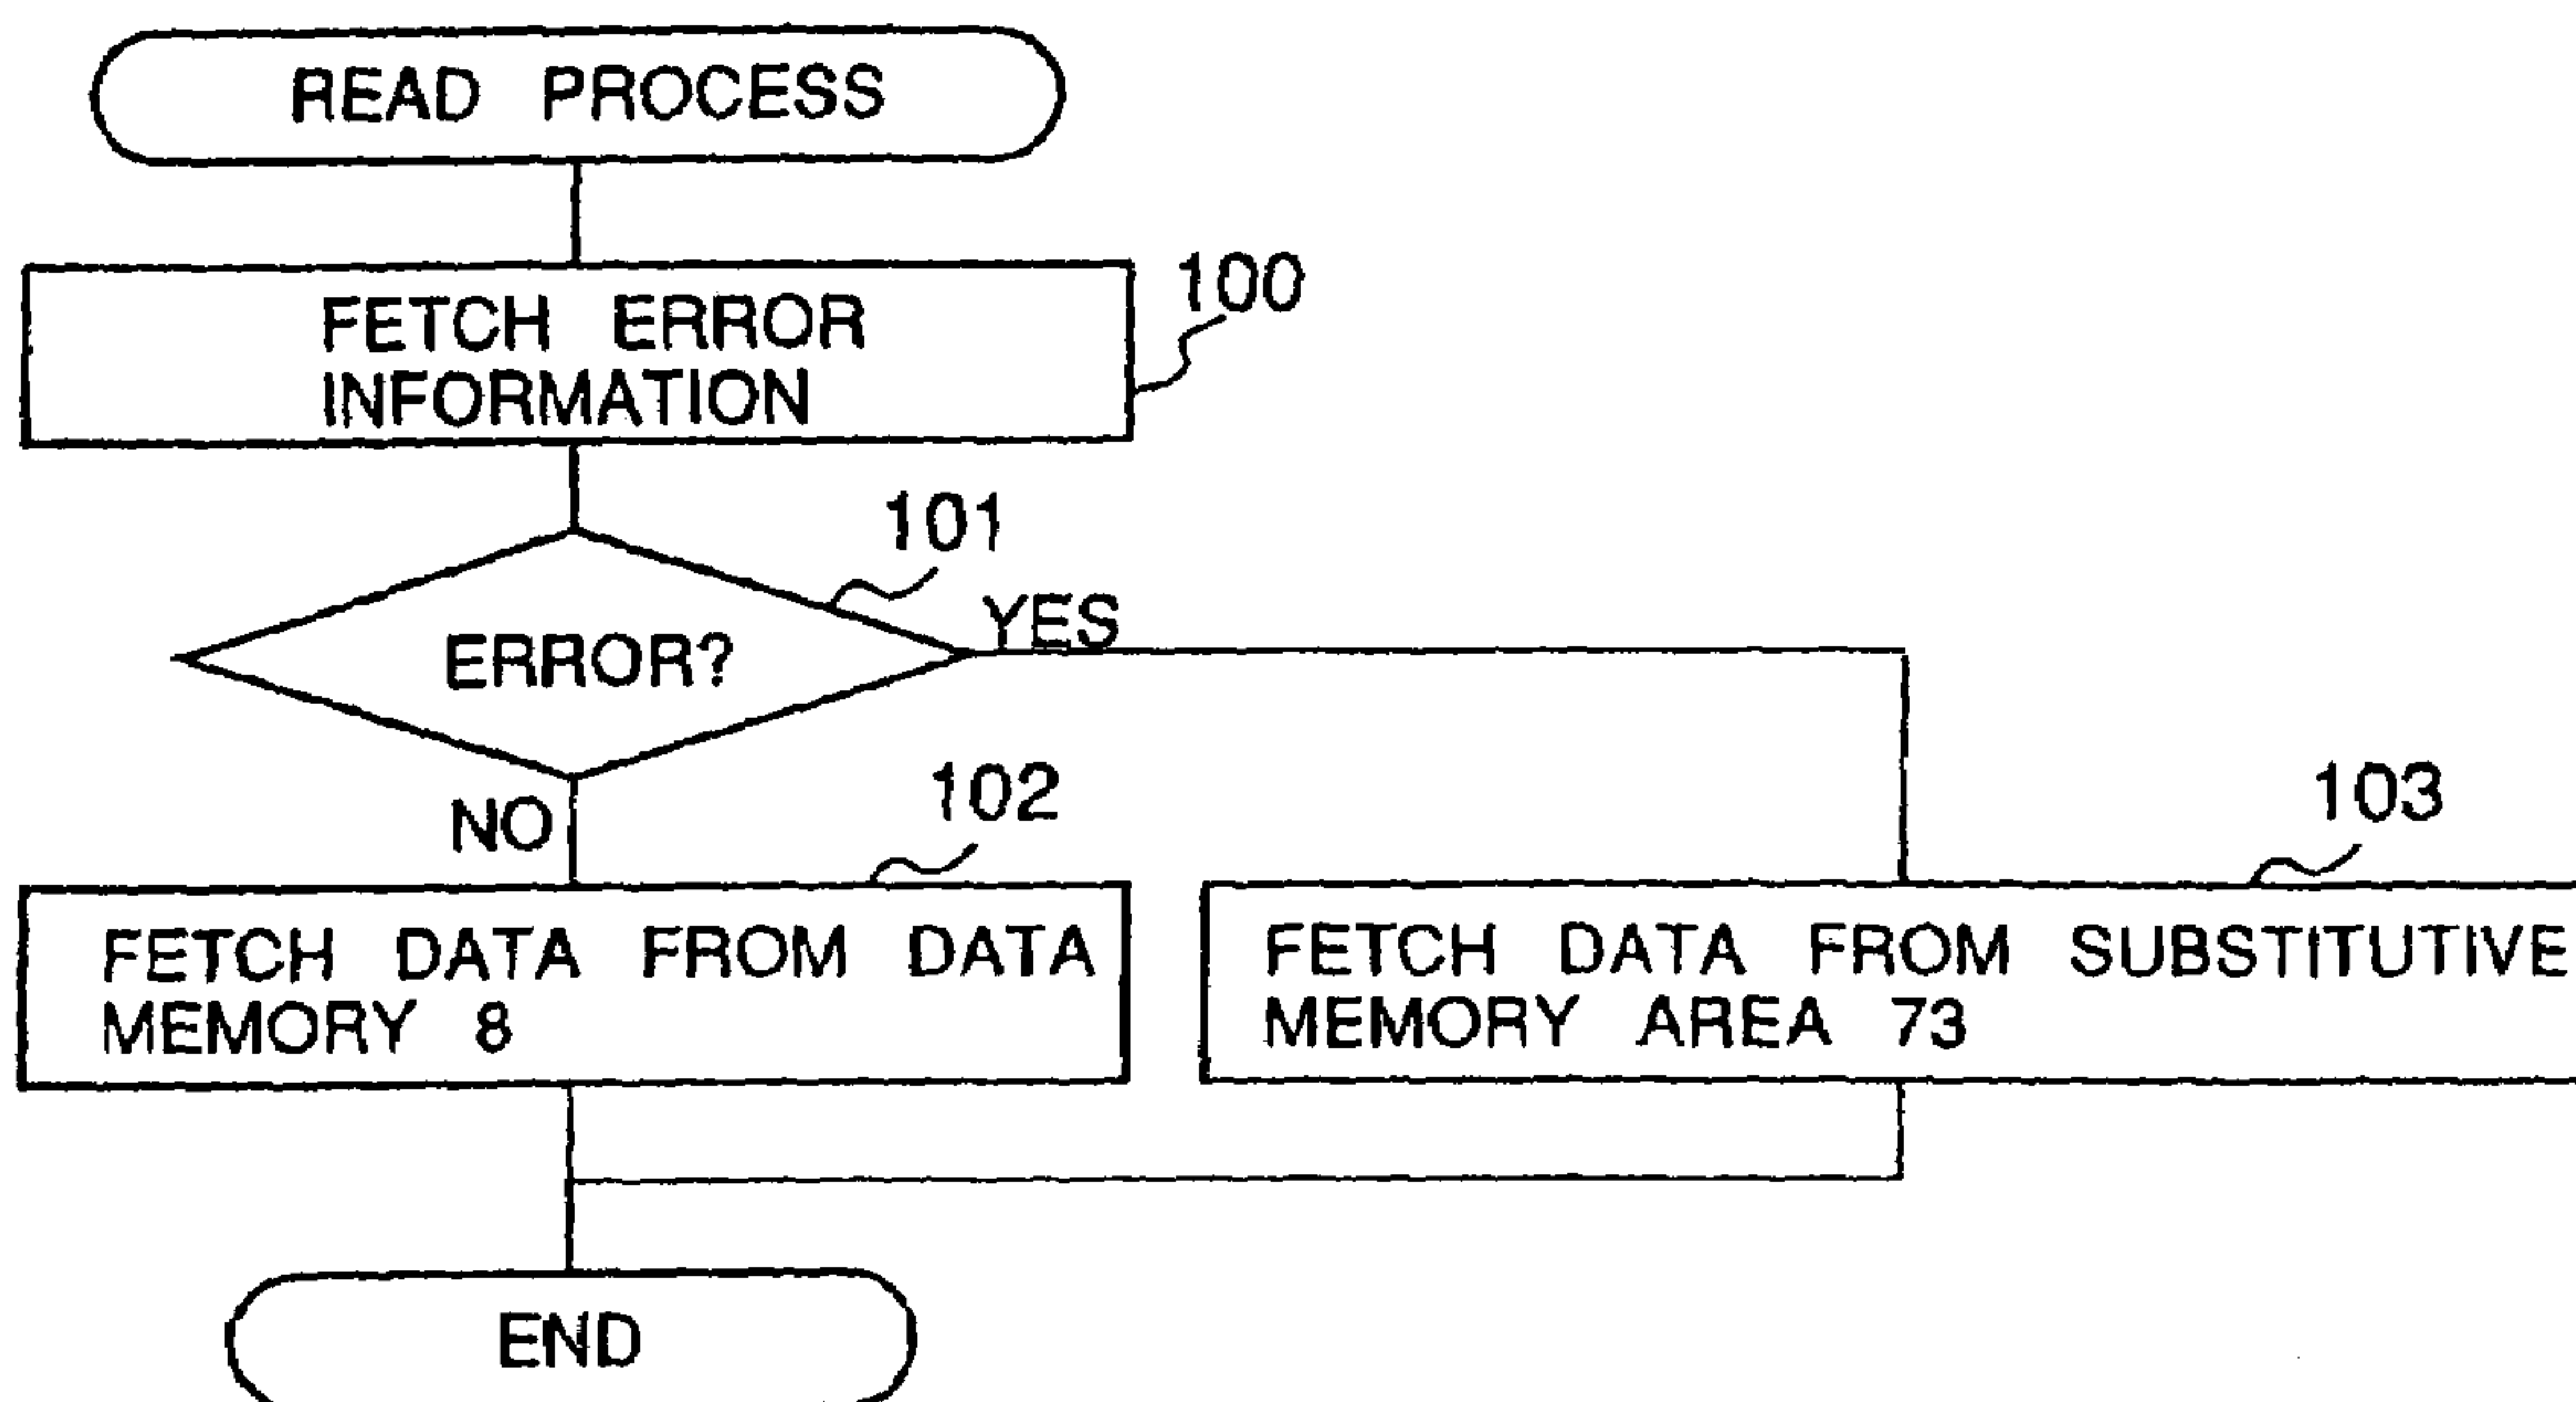 READ PROCESS
FETCH ERROR
INFORMATION
100
101
ERROR?
YES
NO
102
103
FETCH DATA FROM DATA
MEMORY 8
FETCH DATA FROM SUBSTITUTIVE
MEMORY AREA 73
END